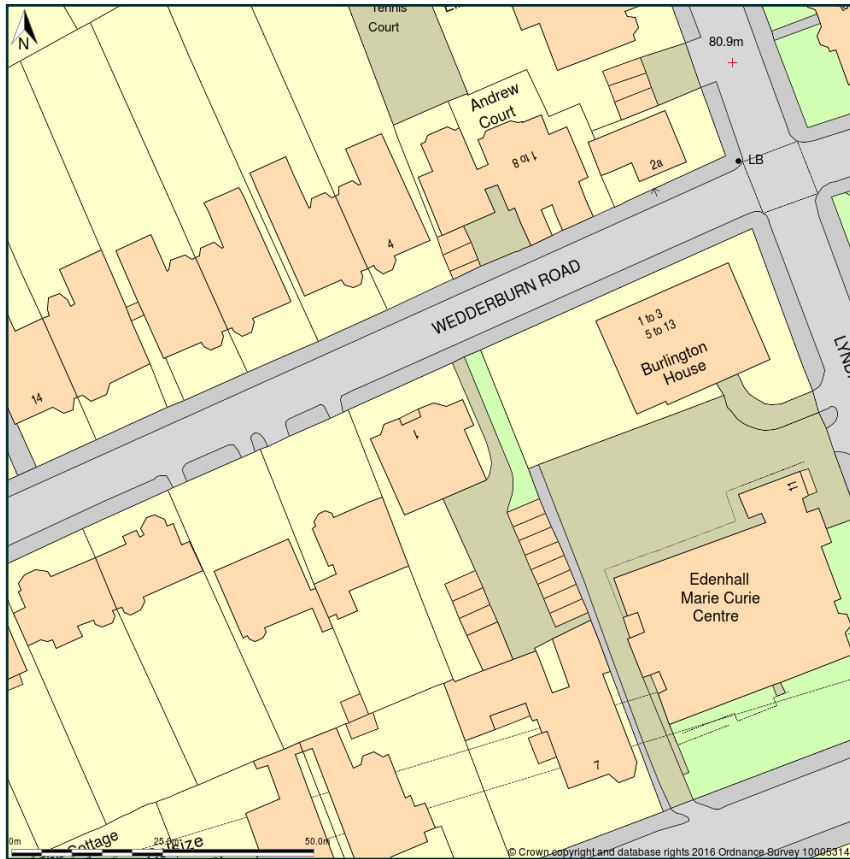 Tennis
Court
N
80.9m
Andrew
Court
1 to 8
2a
LB
4
WEDDERBURN ROAD
1 to 3
5 to 13
Burlington
House
14
1
11
Edenhall
Marie Curie
Centre
7
Cottage
0m
25.0m
50.0m
© Crown copyright and database rights 2016 Ordnance Survey 10005314